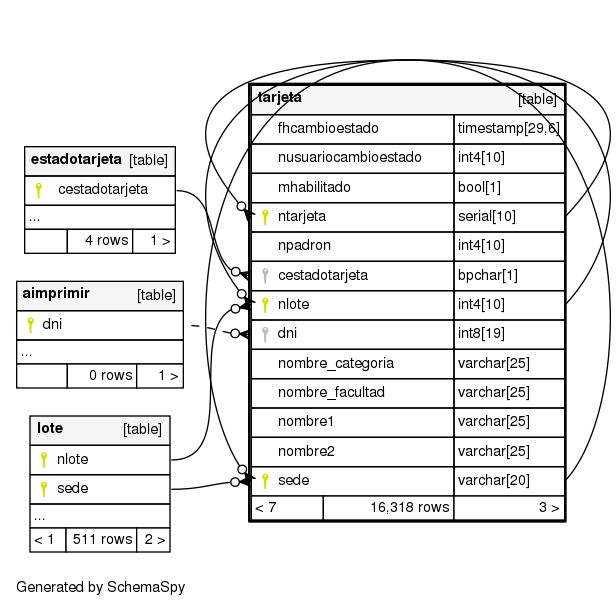 tarjeta [table]
fhcambioestado timestamp[29,6]
nusuariocambioestado int4[10]
mhabilitado bool[1]
ntarjeta serial[10]
npadron int4[10]
cestadotarjeta bpchar[1]
nlote int4[10]
dni int8[19]
nombre_categoria varchar[25]
nombre_facultad varchar[25]
nombre1 varchar[25]
nombre2 varchar[25]
sede varchar[20]
< 7 16,318 rows 3 >
estadotarjeta [table]
cestadotarjeta
...
4 rows 1 >
aimprimir [table]
dni
...
0 rows 1 >
lote [table]
nlote
sede
...
< 1 511 rows 2 >
Generated by SchemaSpy